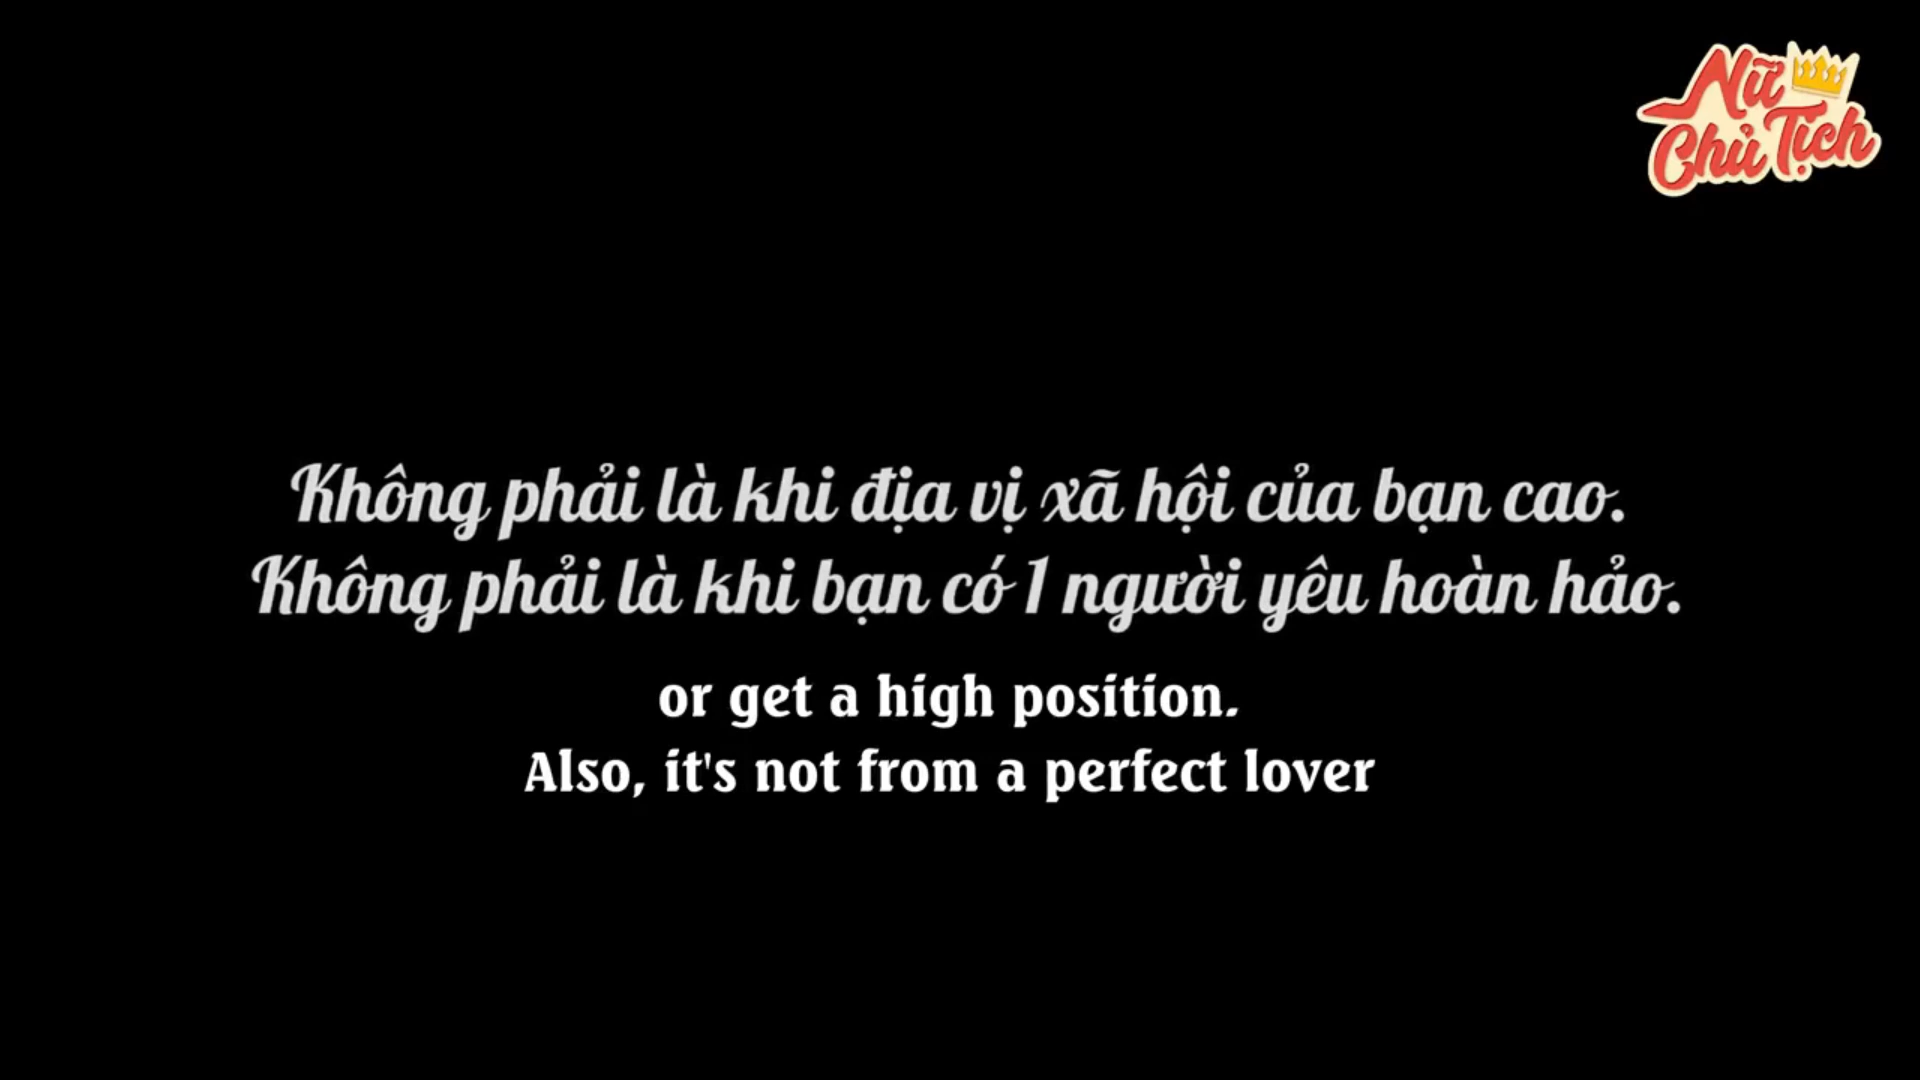 Nữ
Chủ Tịch
Không phải là khi địa vị xã hội của bạn cao.
Không phải là khi bạn có 1 người yêu hoàn hảo.
or get a high position.
Also, it's not from a perfect lover